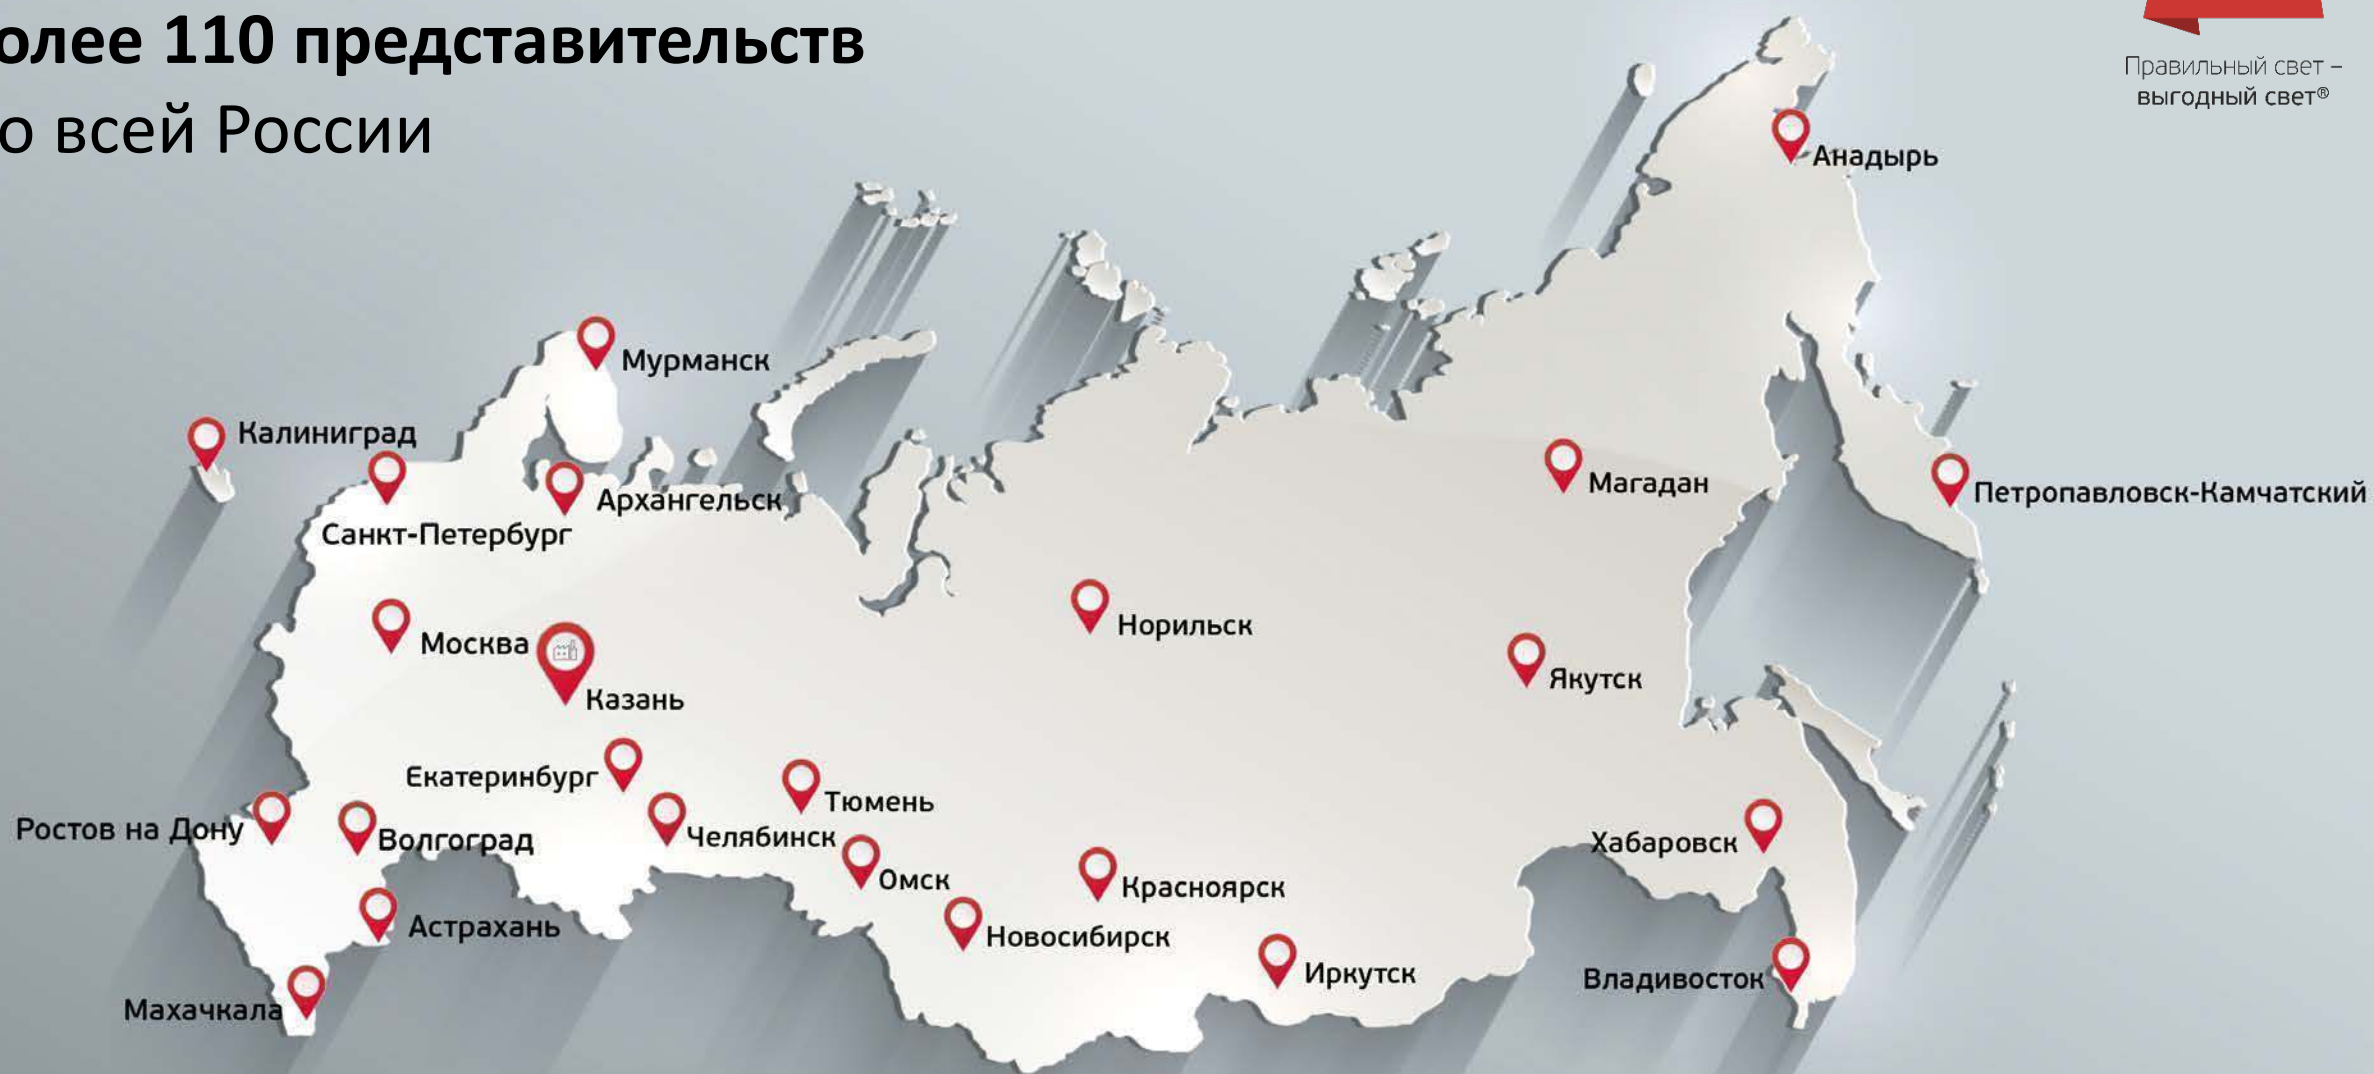 олее 110 представительств
о всей России
Правильный свет –
выгодный свет®
Анадырь
Мурманск
Калиниград
Архангельск
Санкт-Петербург
Магадан
Петропавловск-Камчатский
Норильск
Москва
Казань
Якутск
Екатеринбург
Тюмень
Ростов на Дону
Волгоград
Челябинск
Хабаровск
Омск
Красноярск
Астрахань
Новосибирск
Иркутск
Владивосток
Махачкала